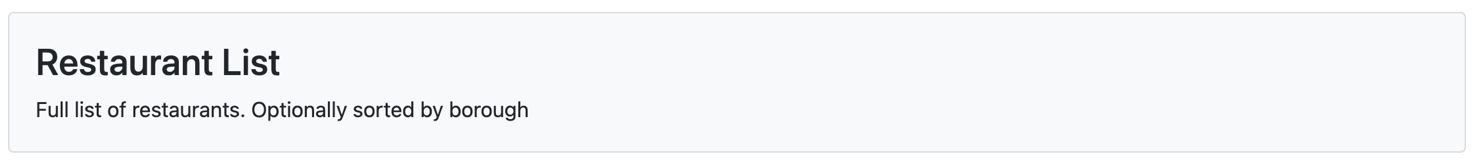 Restaurant List
Full list of restaurants. Optionally sorted by borough